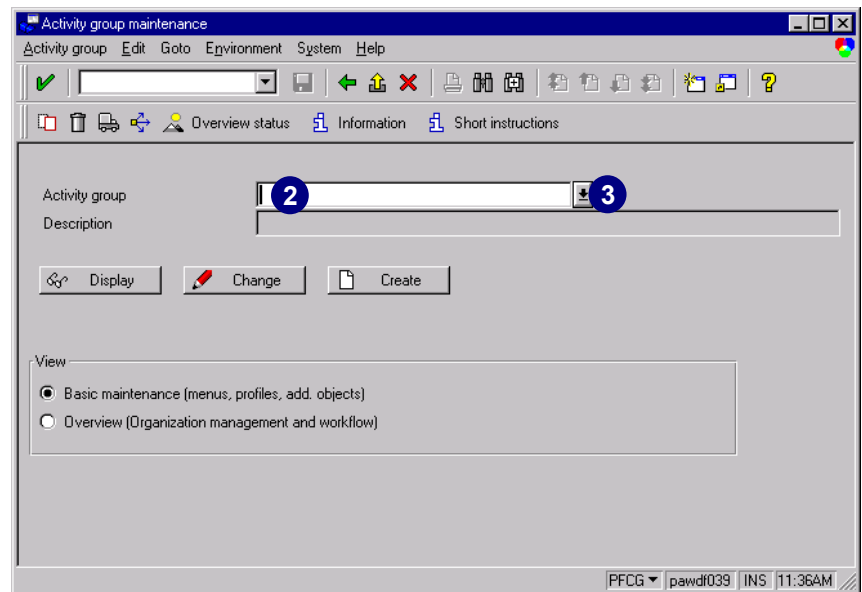 Activity group maintenance
Activity group Edit Goto Environment System Help
Overview status Information Short instructions
Activity group 2 3
Description
Display Change Create
View
Basic maintenance (menus, profiles, add. objects)
Overview (Organization management and workflow)
PFCG pawdf039 INS 11:36AM